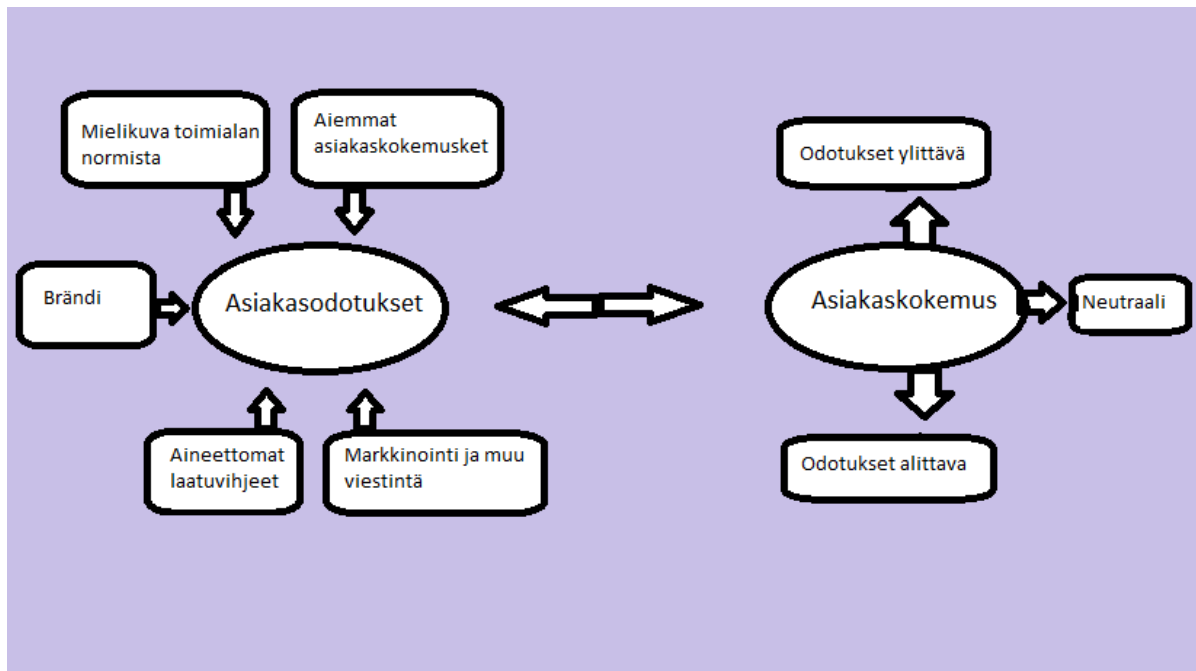 Mielikuva toimialan
normista
Aiemmat
asiakaskokemusket
Brändi
Asiakasodotukset
Aineettomat
laatuvihjeet
Markkinointi ja muu
viestintä
Odotukset ylittävä
Asiakaskokemus
Neutraali
Odotukset alittava